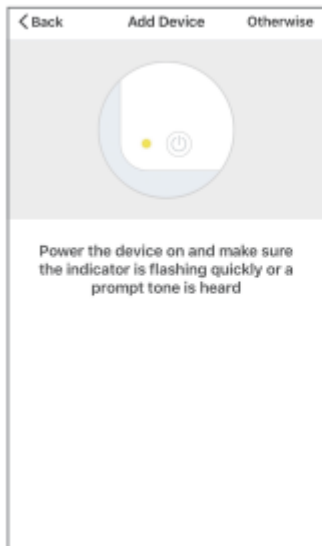 < Back Add Device Otherwise
Power the device on and make sure
the indicator is flashing quickly or a
prompt tone is heard